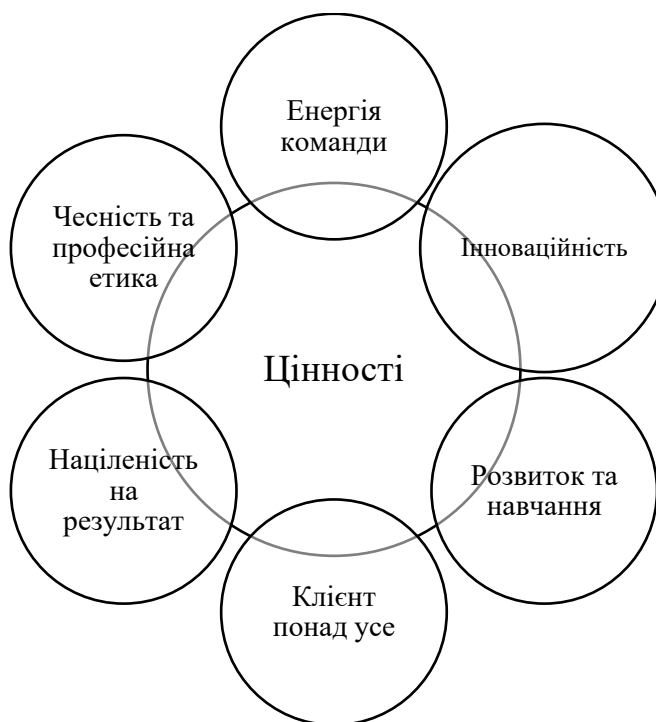 Енергія
команди
Інноваційність
Розвиток та
навчання
Клієнт
понад усе
Націленість
на
результат
Чесність та
професійна
етика
Цінності